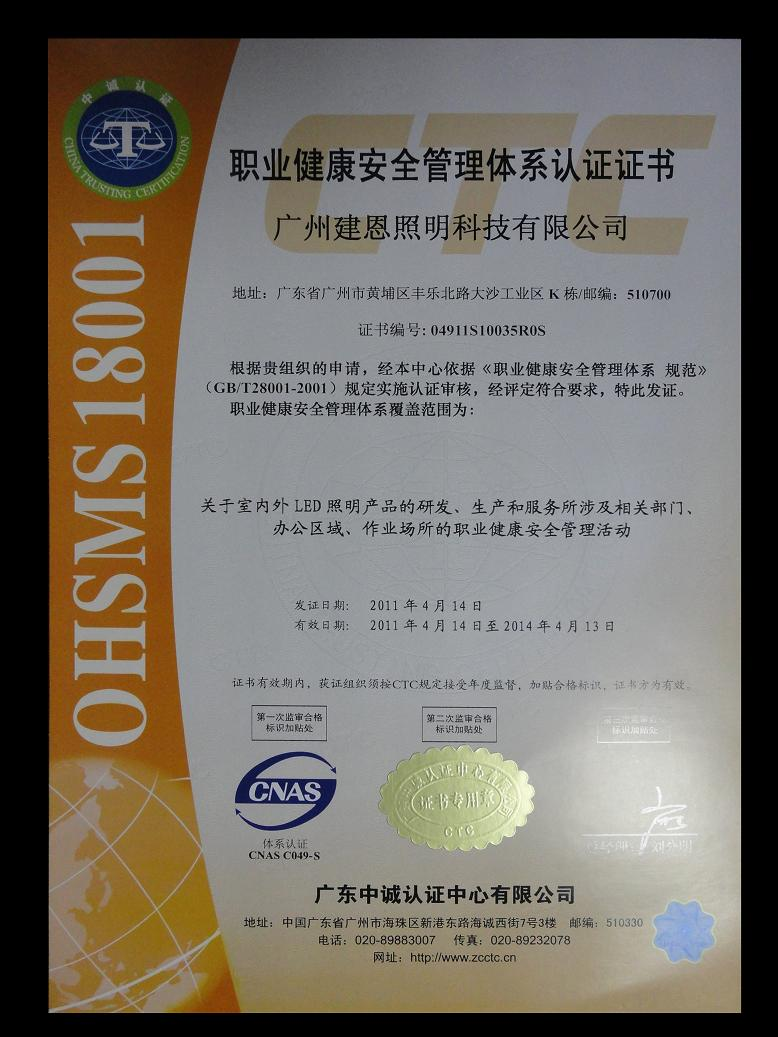 中诚认证
CHINA TRUSTING CERTIFICATION
OHSMS 18001
CTC
职业健康安全管理体系认证证书
广州建恩照明科技有限公司
地址：广东省广州市黄埔区丰乐北路大沙工业区 K 栋/邮编：510700
证书编号: 04911S10035R0S
根据贵组织的申请，经本中心依据《职业健康安全管理体系 规范》
（GB/T28001-2001）规定实施认证审核，经评定符合要求，特此发证。
职业健康安全管理体系覆盖范围为：
关于室内外 LED 照明产品的研发、生产和服务所涉及相关部门、
办公区域、作业场所的职业健康安全管理活动
发证日期： 2011 年 4 月 14 日
有效日期： 2011 年 4 月 14 日至 2014 年 4 月 13 日
证书有效期内，获证组织须按CTC规定接受年度监督，加贴合格标识，证书方为有效。
第一次监审合格
标识加贴处
第二次监审合格
标识加贴处
第三次监审合格
标识加贴处
CNAS
体系认证
CNAS C049-S
证书专用章
CTC
广东中诚认证中心有限公司
地址：中国广东省广州市海珠区新港东路海诚西街7号3楼 邮编：510330
电话：020-89883007 传真：020-89232078
网址：http://www.zcctc.cn